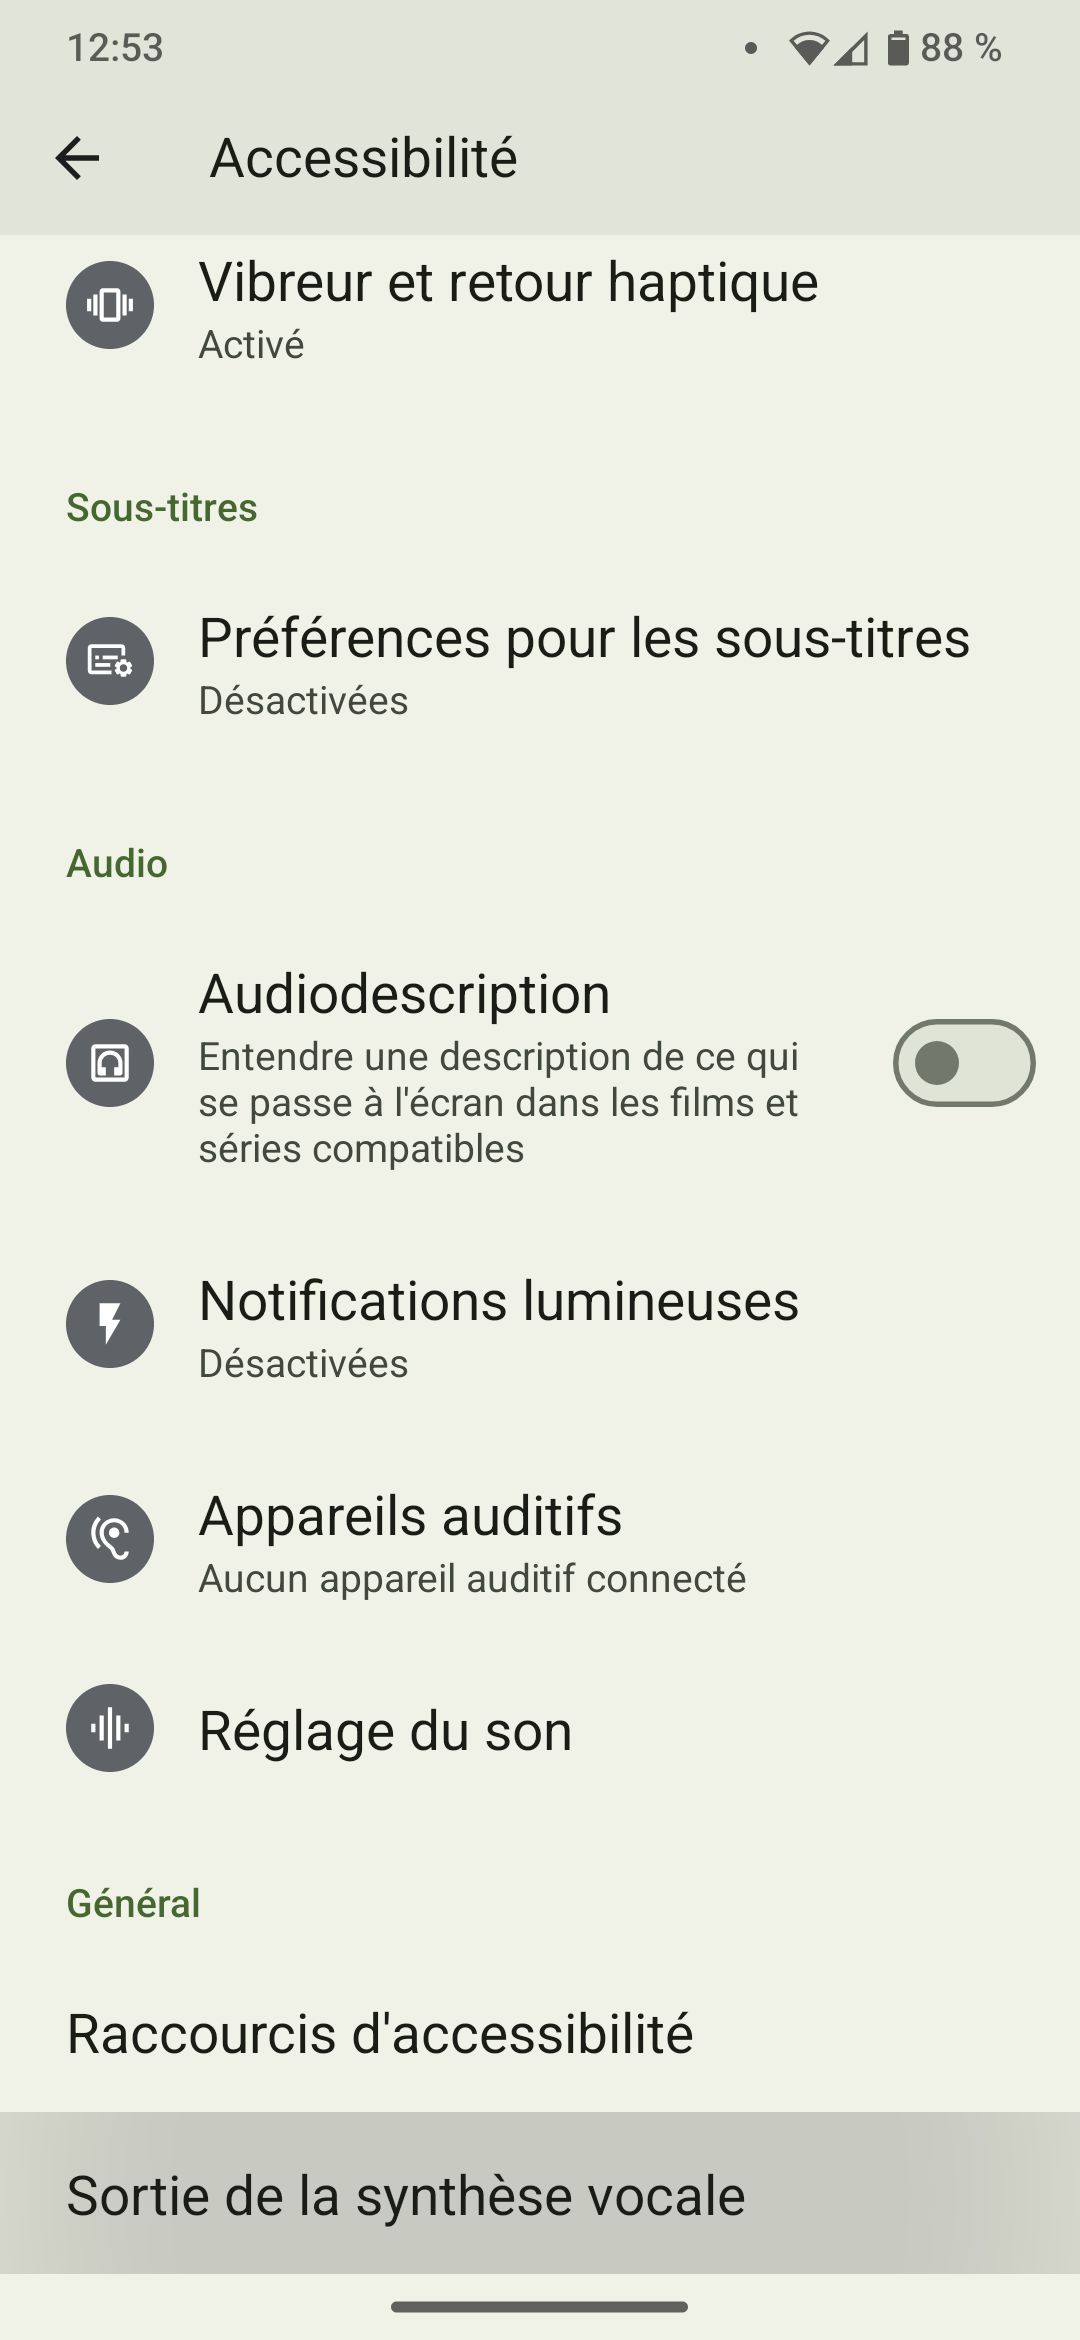 12:53
88 %
Accessibilité
Vibreur et retour haptique
Activé
Sous-titres
Préférences pour les sous-titres
Désactivées
Audio
Audiodescription
Entendre une description de ce qui
se passe à l'écran dans les films et
séries compatibles
Notifications lumineuses
Désactivées
Appareils auditifs
Aucun appareil auditif connecté
Réglage du son
Général
Raccourcis d'accessibilité
Sortie de la synthèse vocale